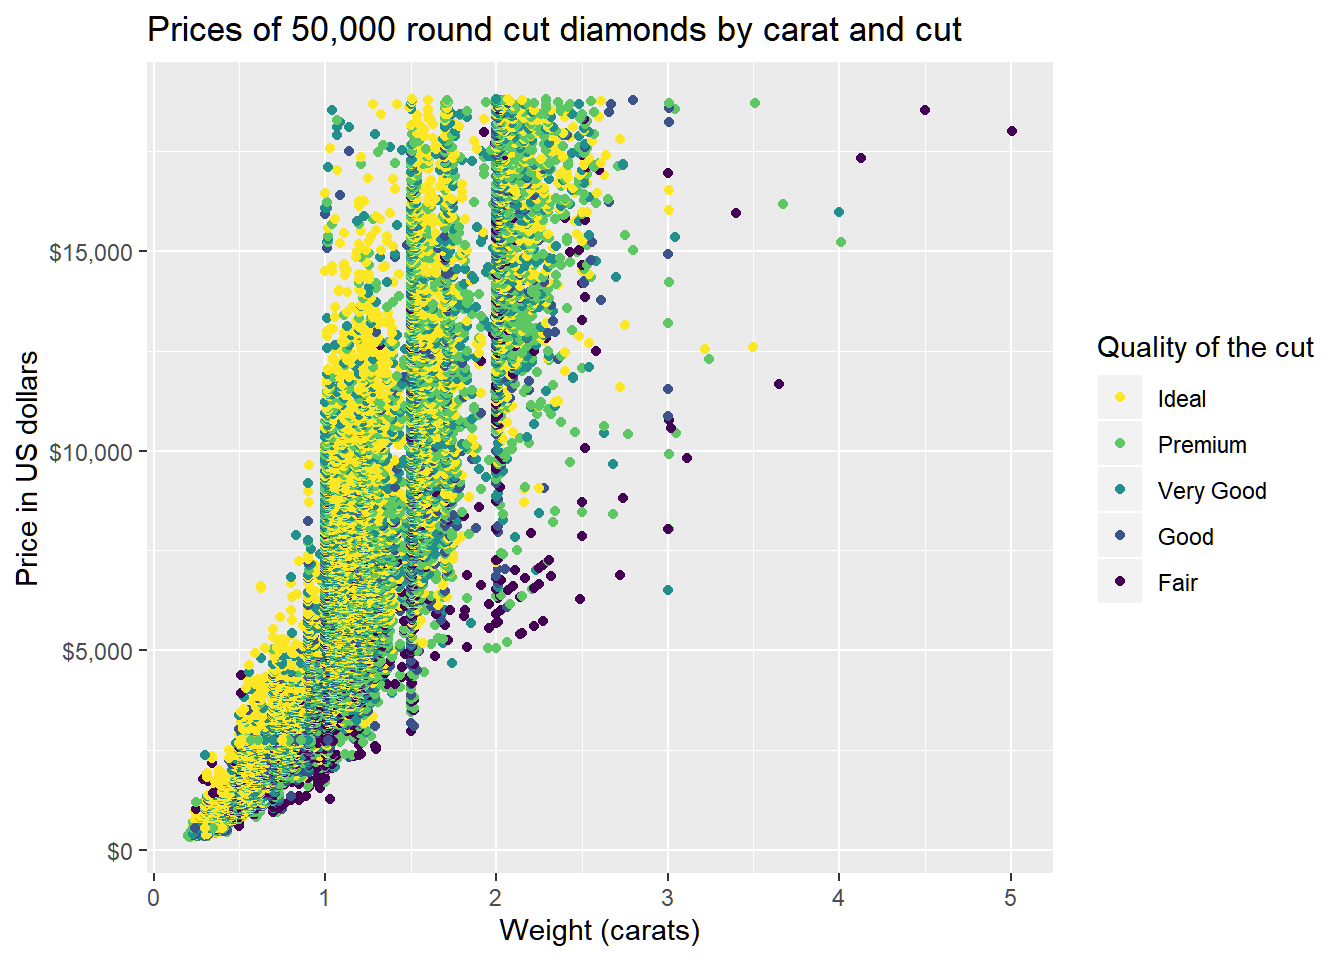 Prices of 50,000 round cut diamonds by carat and cut
Price in US dollars
$15,000
$10,000
$5,000
$0
0 1 2 3 4 5
Weight (carats)
Quality of the cut
Ideal
Premium
Very Good
Good
Fair